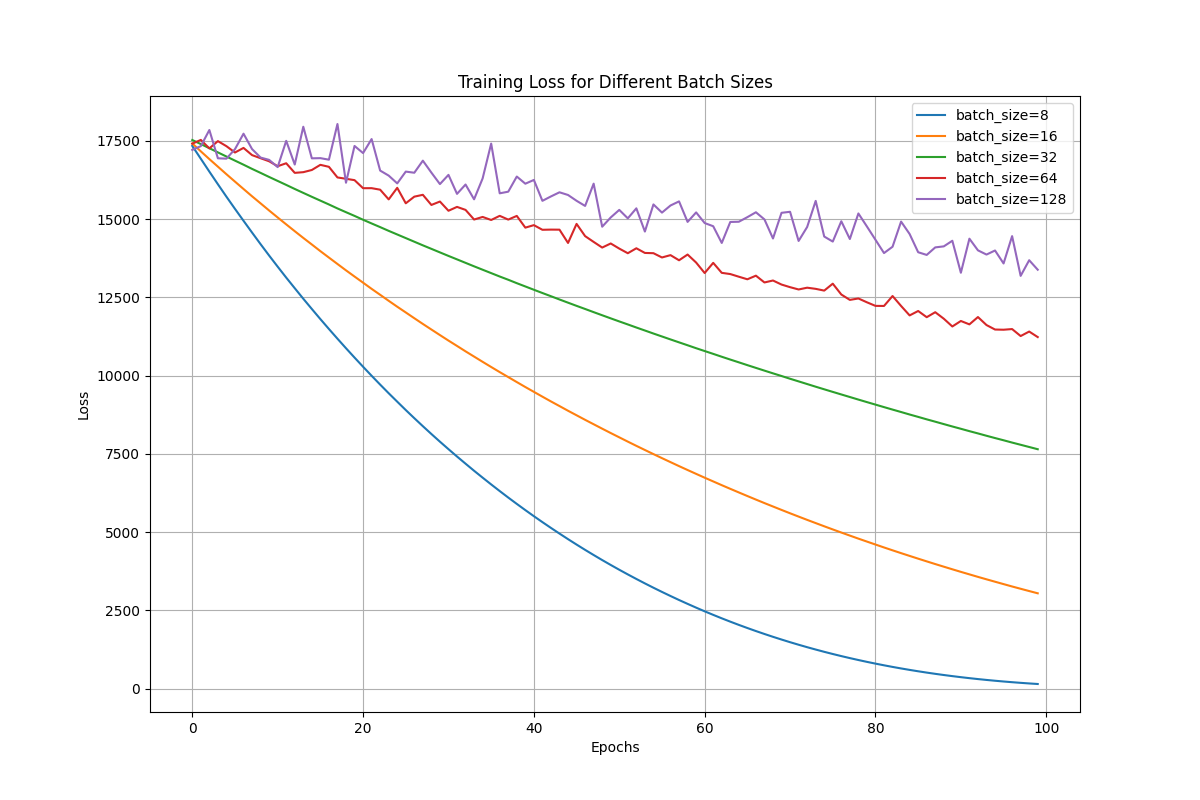 Training Loss for Different Batch Sizes
batch_size=8
batch_size=16
batch_size=32
batch_size=64
batch_size=128
17500
15000
12500
10000
7500
5000
2500
0
Loss
0 20 40 60 80 100
Epochs